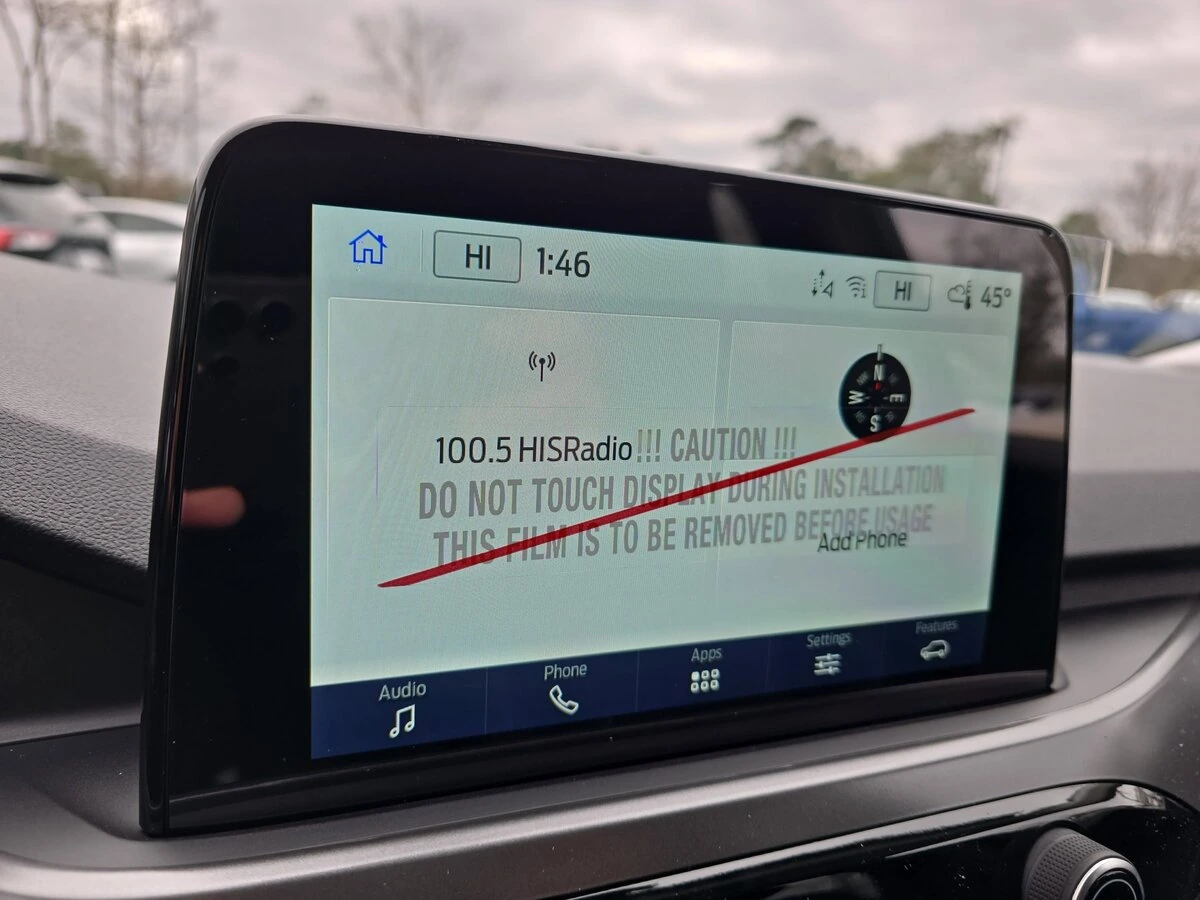 HI 1:46 HI 45°
N
W E
S
100.5 HISRadio
!!! CAUTION !!!
DO NOT TOUCH DISPLAY DURING INSTALLATION
THIS FILM IS TO BE REMOVED BEFORE USAGE
Add Phone
Audio Phone Apps Settings Features